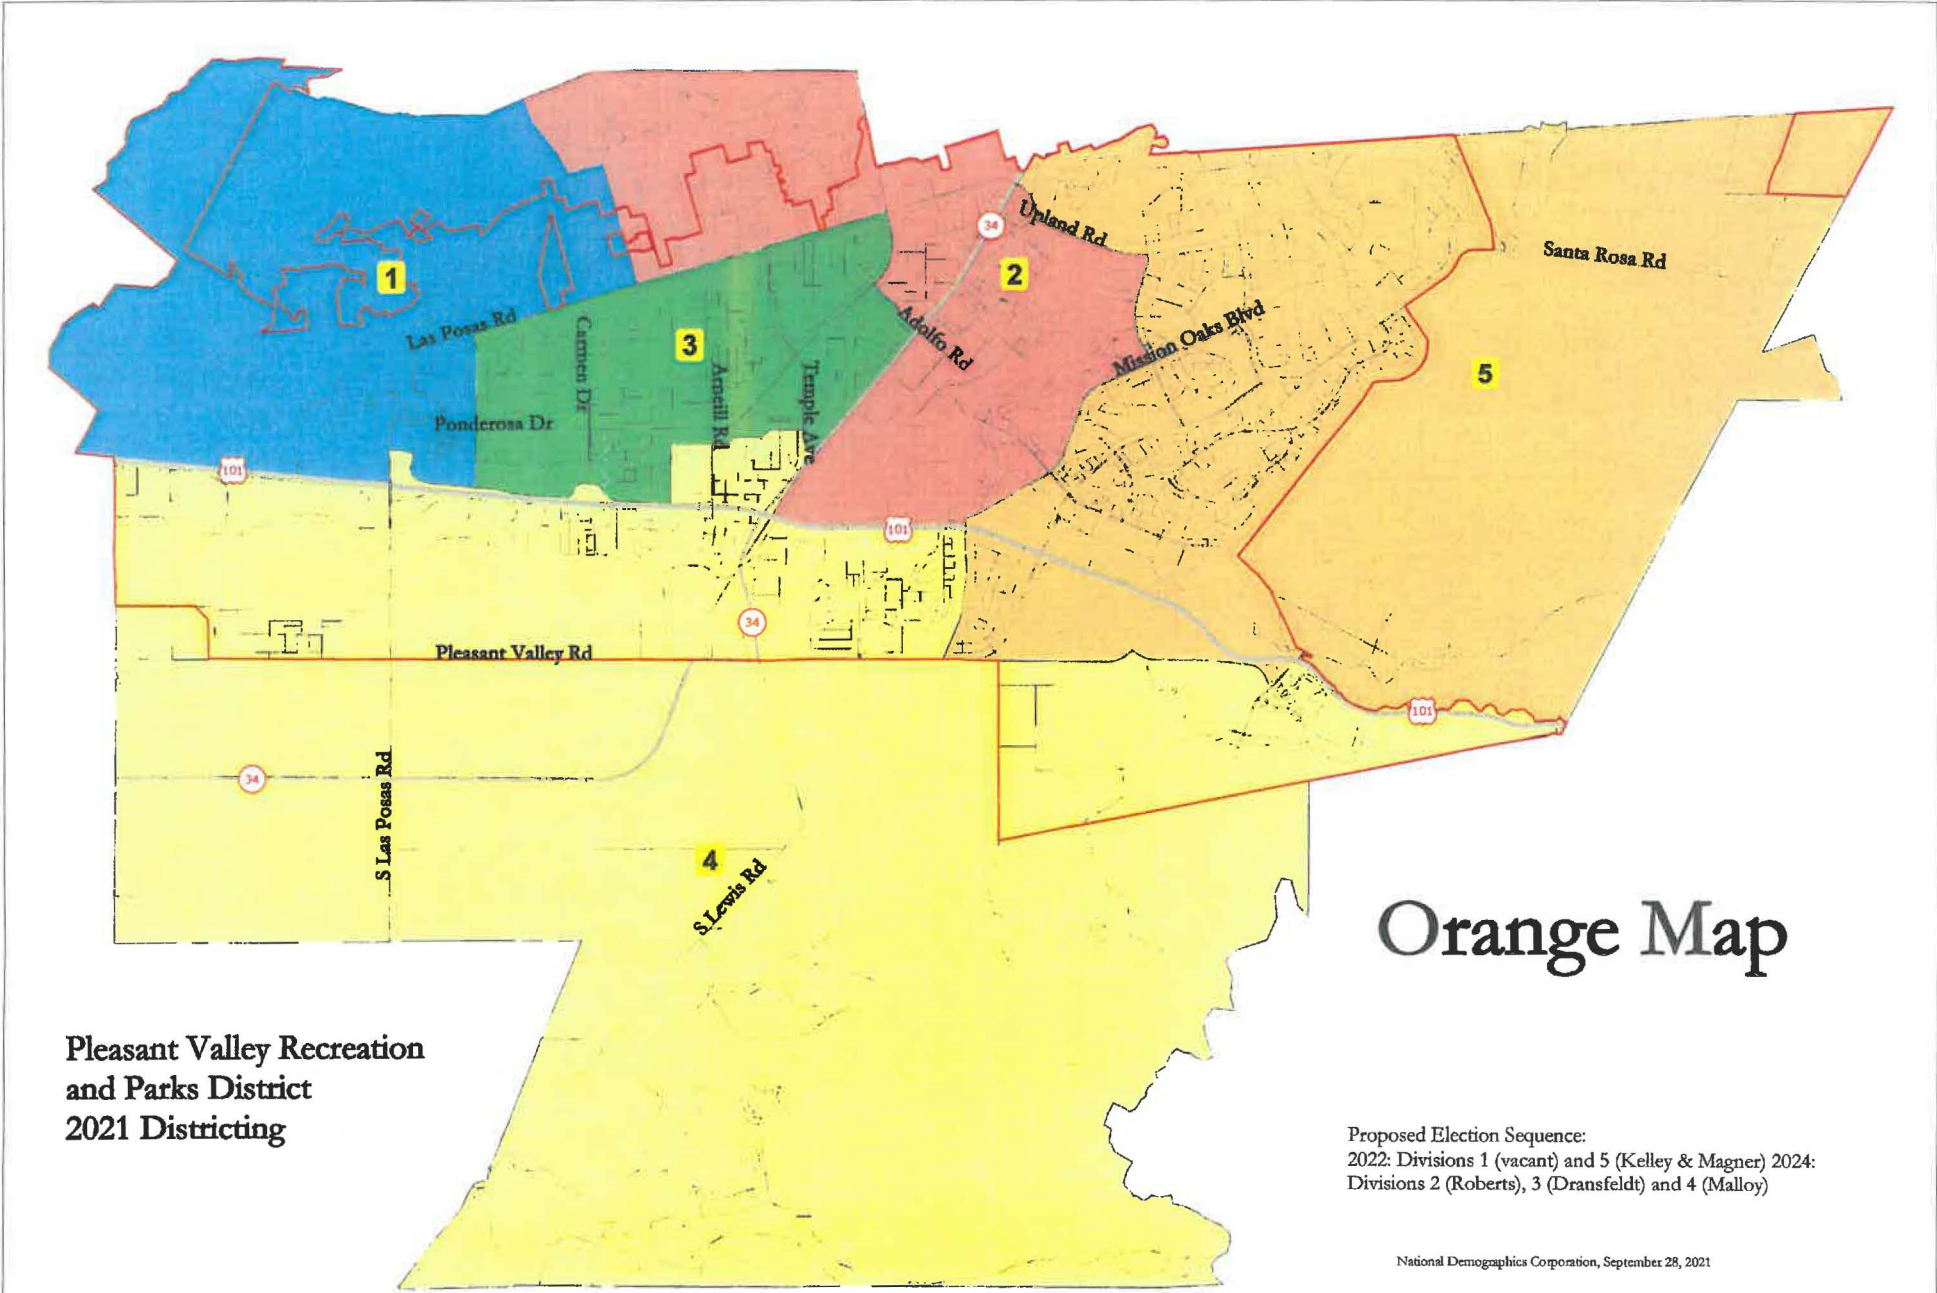 34
Upland Rd
Santa Rosa Rd
1
2
Las Posas Rd
Carmen Dr
3
Adolfo Rd
Mission Oaks Blvd
Arneill Rd
Temple Ave
5
Ponderosa Dr
101
101
34
Pleasant Valley Rd
101
34
S Las Posas Rd
4
S Lewis Rd
Orange Map
Pleasant Valley Recreation
and Parks District
2021 Districting
Proposed Election Sequence:
2022: Divisions 1 (vacant) and 5 (Kelley & Magner) 2024:
Divisions 2 (Roberts), 3 (Dransfeldt) and 4 (Malloy)
National Demographics Corporation, September 28, 2021